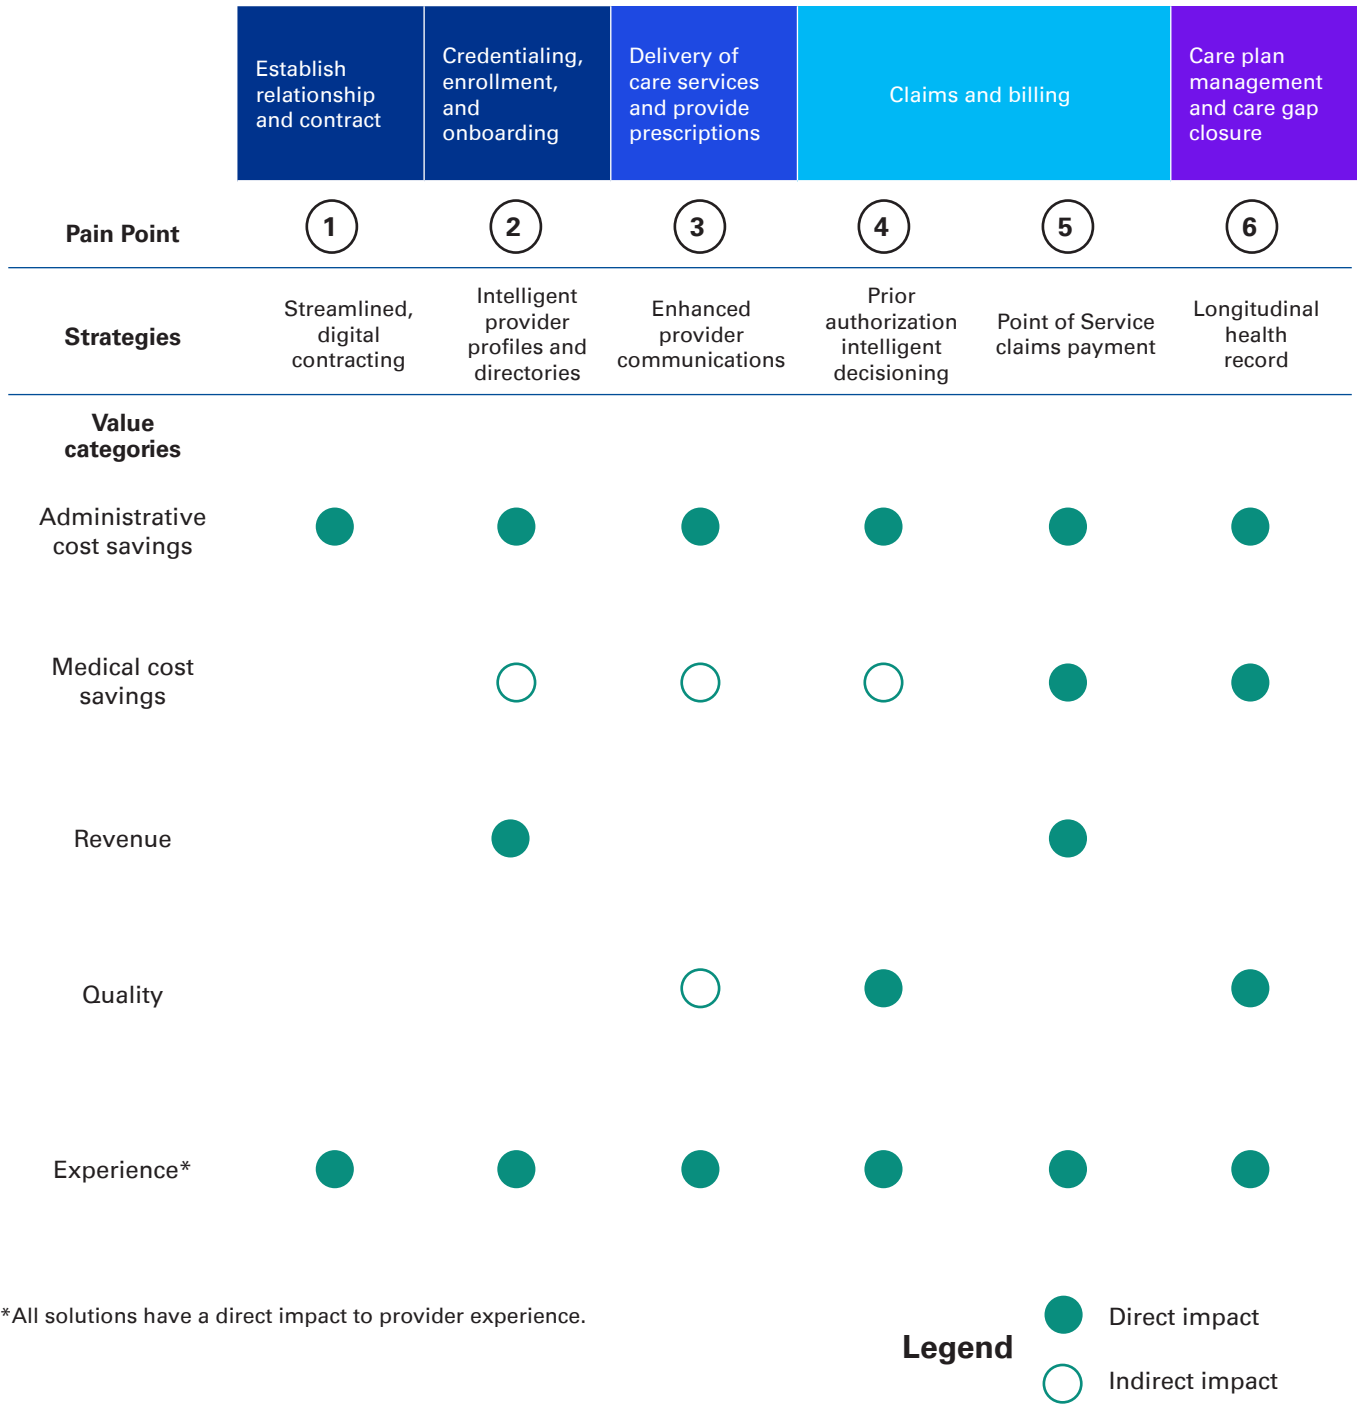 Establish
relationship
and contract
Credentialing,
enrollment,
and
onboarding
Delivery of
care services
and provide
prescriptions
Claims and billing
Care plan
management
and care gap
closure
Pain Point
1
2
3
4
5
6
Strategies
Streamlined,
digital
contracting
Intelligent
provider
profiles and
directories
Enhanced
provider
communications
Prior
authorization
intelligent
decisioning
Point of Service
claims payment
Longitudinal
health
record
Value
categories
Administrative
cost savings
Medical cost
savings
Revenue
Quality
Experience*
*All solutions have a direct impact to provider experience.
Legend
Direct impact
Indirect impact